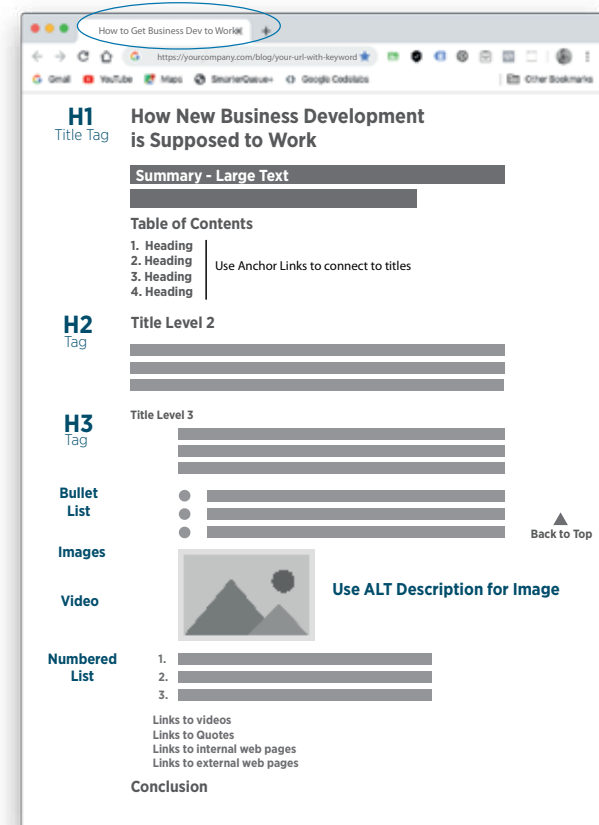 How to Get Business Dev to Work
https://yourcompany.com/blog/your-url-with-keyword
Gmail YouTube Maps SmarterQueue+ Google Codelabs Other Bookmarks
H1
Title Tag
How New Business Development
is Supposed to Work
Summary - Large Text
Table of Contents
1. Heading
2. Heading
3. Heading
4. Heading
Use Anchor Links to connect to titles
H2
Tag
Title Level 2
H3
Tag
Title Level 3
Bullet
List
Back to Top
Images
Video
Use ALT Description for Image
Numbered
List
1.
2.
3.
Links to videos
Links to Quotes
Links to internal web pages
Links to external web pages
Conclusion